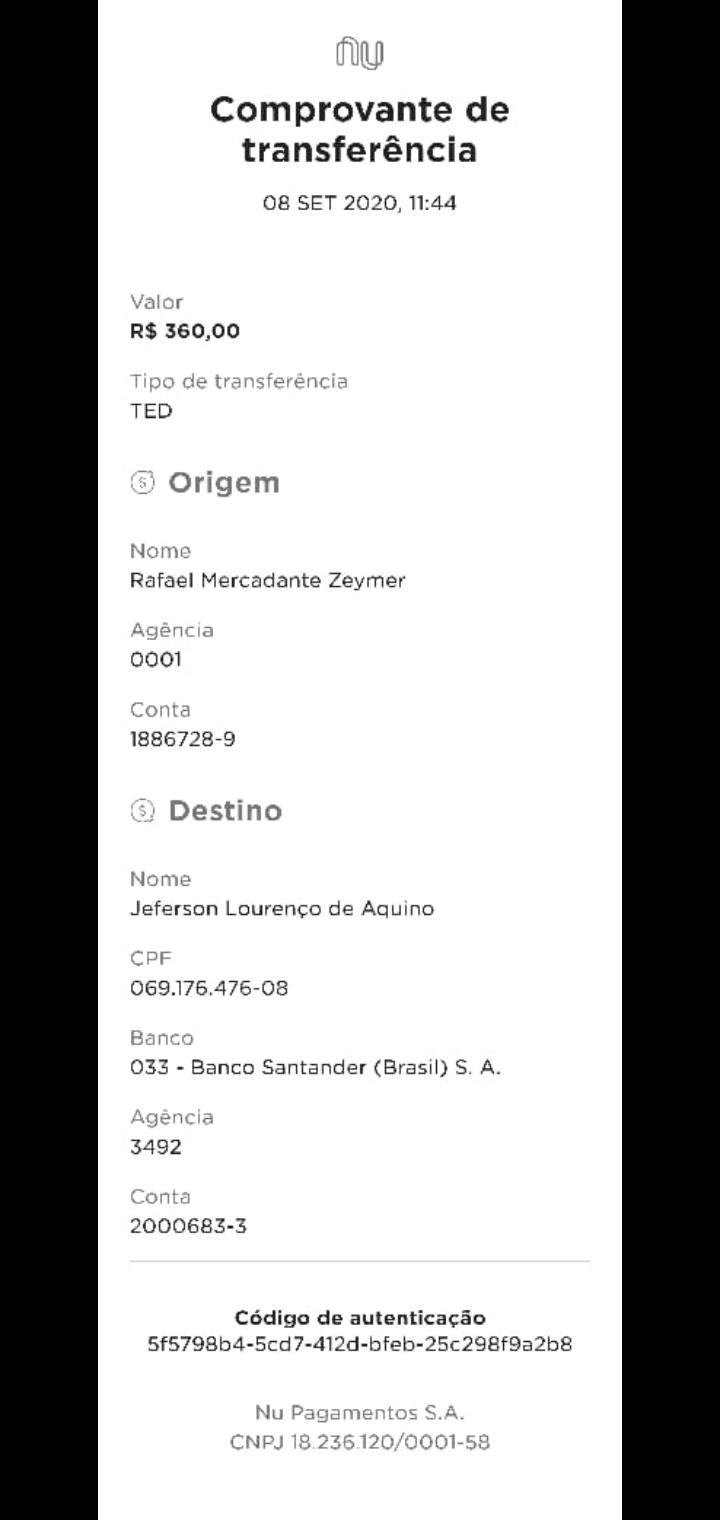 nu
Comprovante de
transferência
08 SET 2020, 11:44
Valor
R$ 360,00
Tipo de transferência
TED
Origem
Nome
Rafael Mercadante Zeymer
Agência
0001
Conta
1886728-9
Destino
Nome
Jeferson Lourenço de Aquino
CPF
069.176.476-08
Banco
033 - Banco Santander (Brasil) S. A.
Agência
3492
Conta
2000683-3
Código de autenticação
5f5798b4-5cd7-412d-bfeb-25c298f9a2b8
Nu Pagamentos S.A.
CNPJ 18.236.120/0001-58